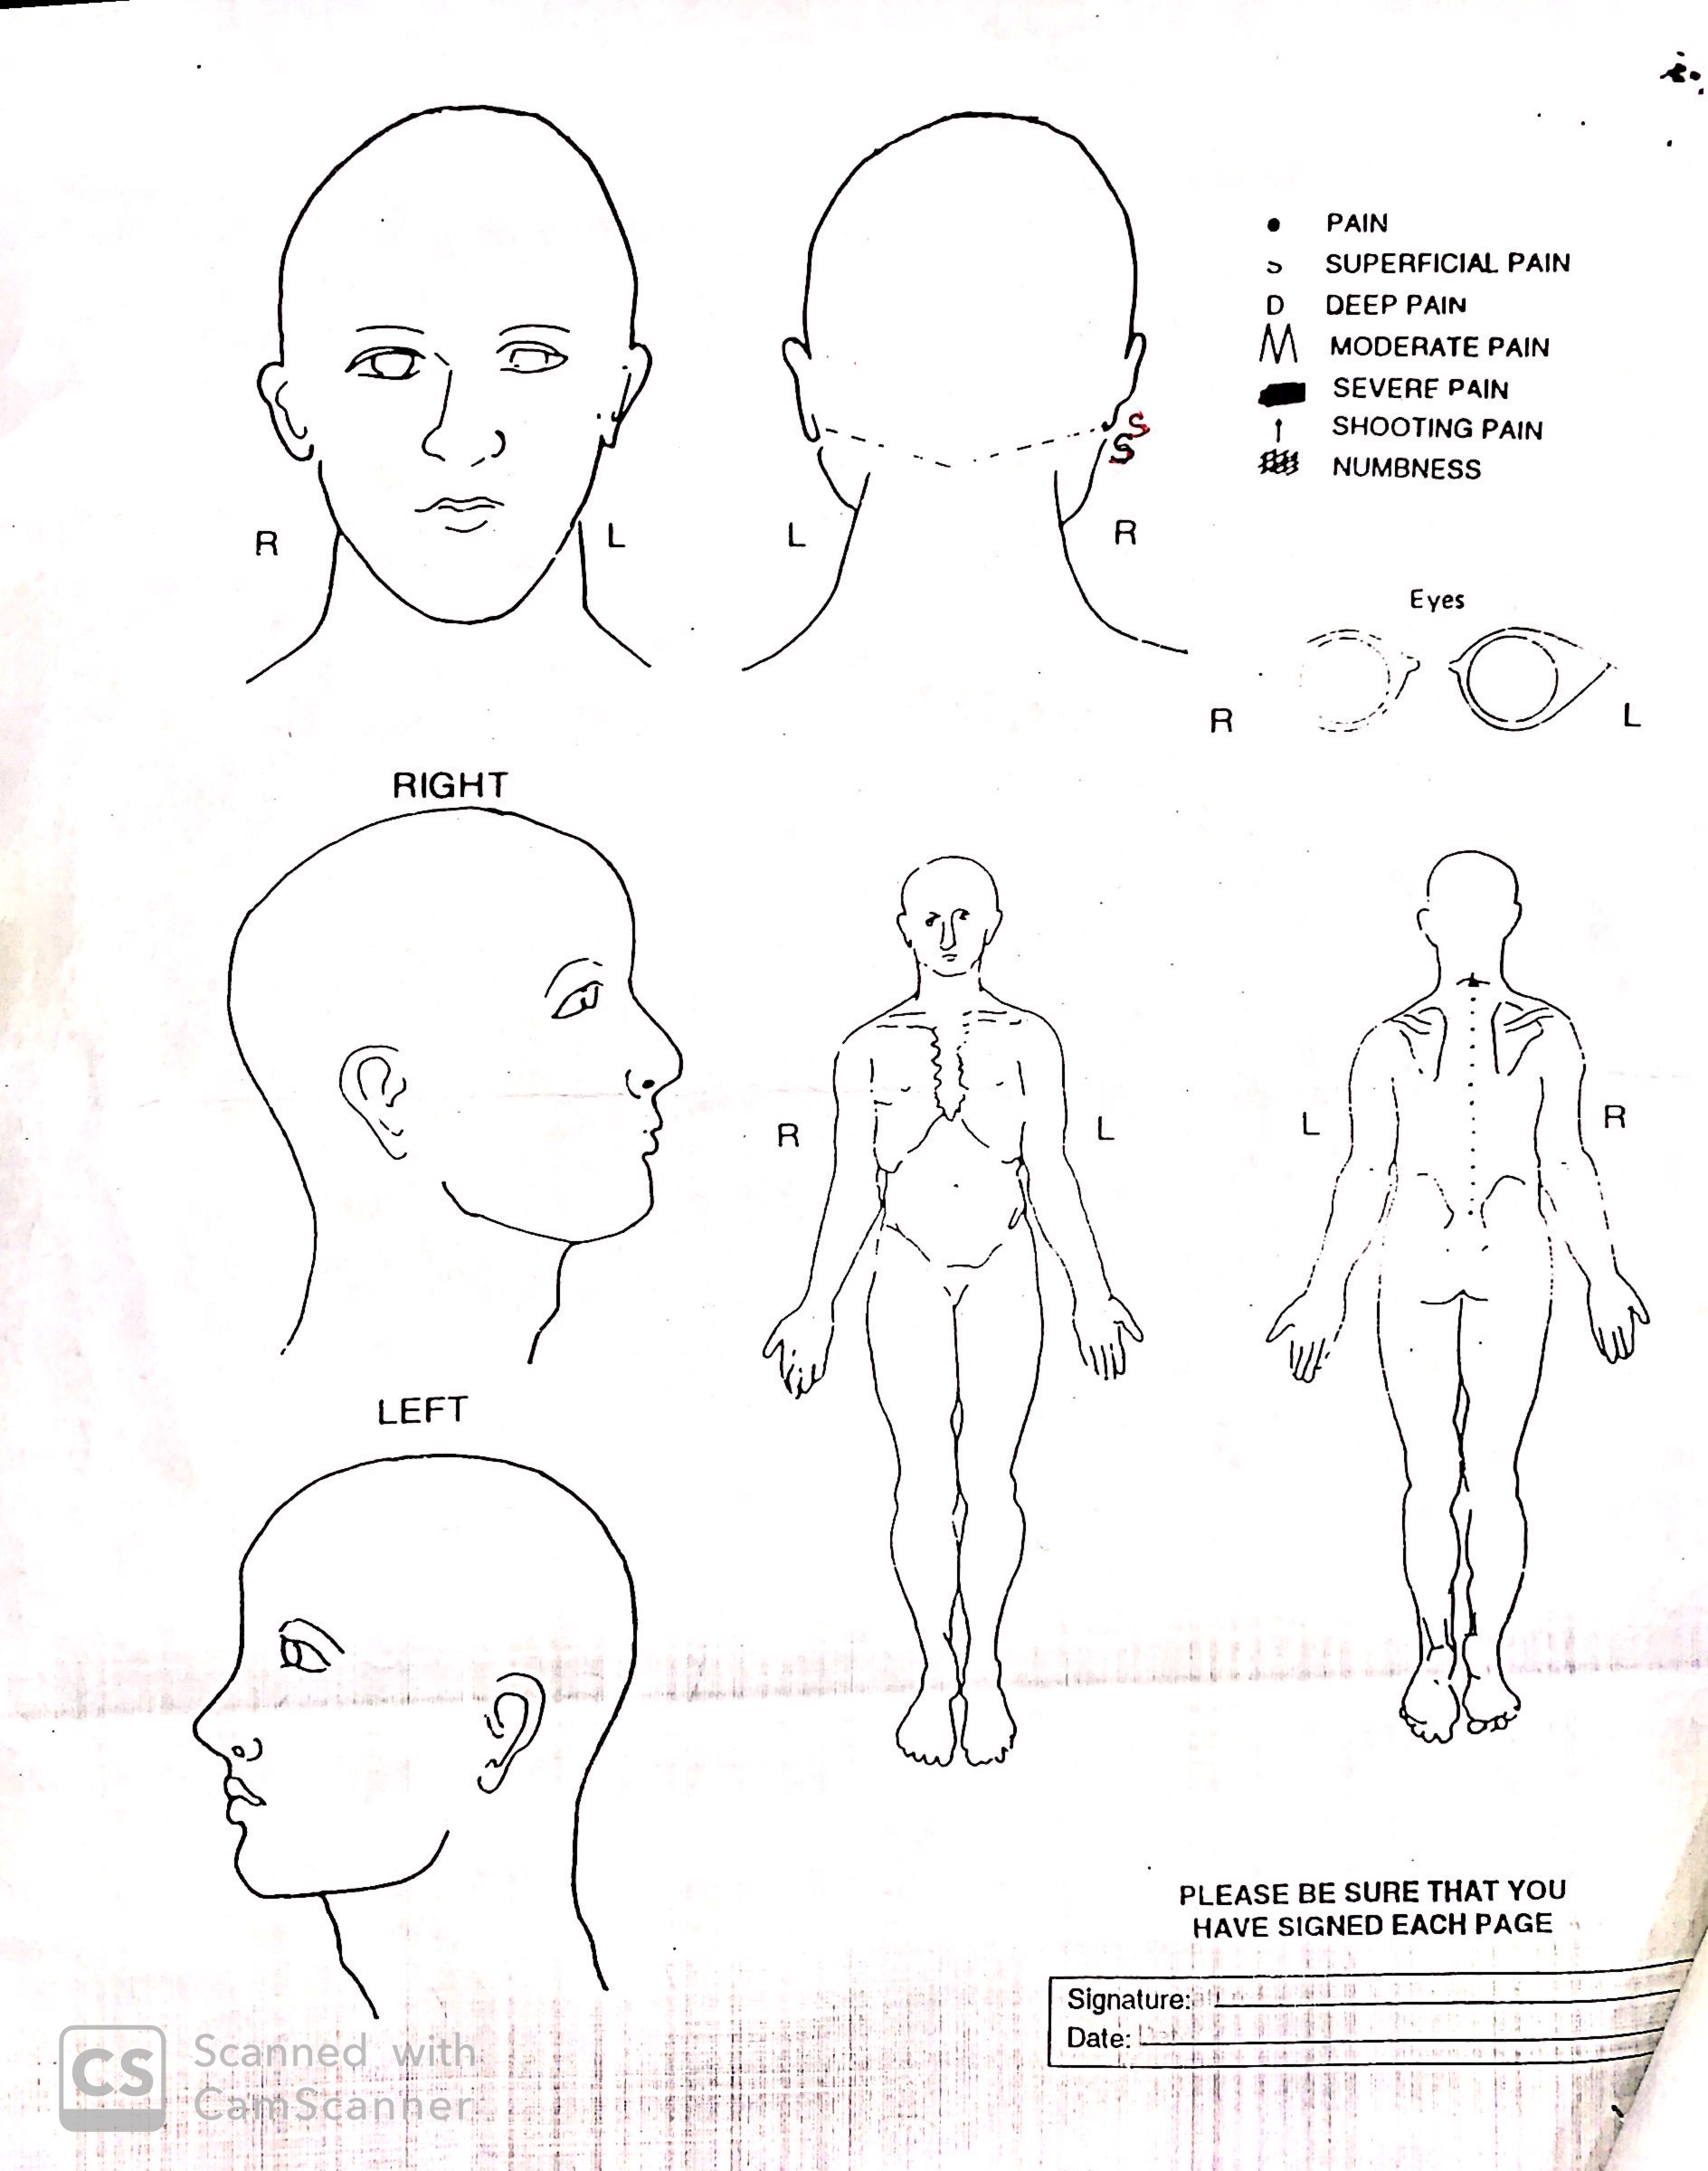 PAIN
S SUPERFICIAL PAIN
D DEEP PAIN
M MODERATE PAIN
SEVERE PAIN
SHOOTING PAIN
NUMBNESS
S
S
R L L R
Eyes
R L
RIGHT
R L L R
LEFT
PLEASE BE SURE THAT YOU
HAVE SIGNED EACH PAGE
Signature:
Date:
CS Scanned with
CamScanner